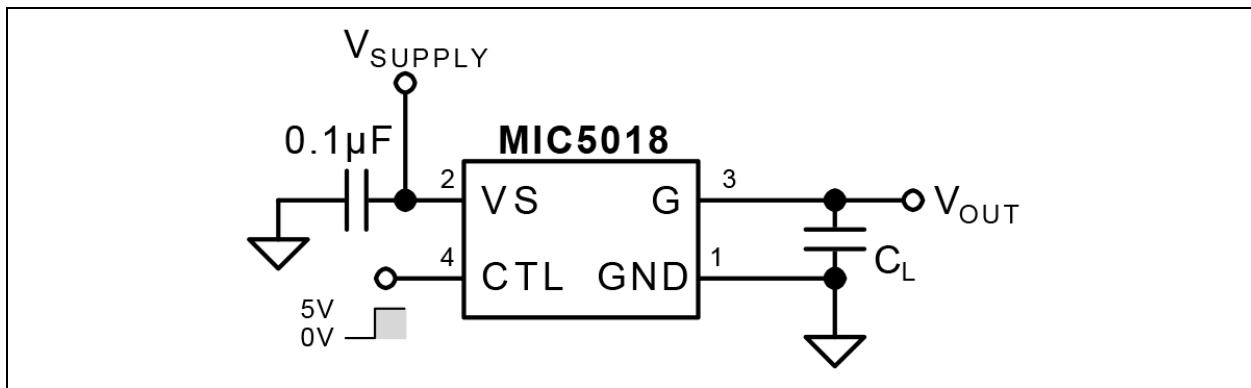 VSUPPLY
0.1µF
MIC5018
2
VS
G
3
VOUT
4
CTL
GND
1
CL
5V
0V